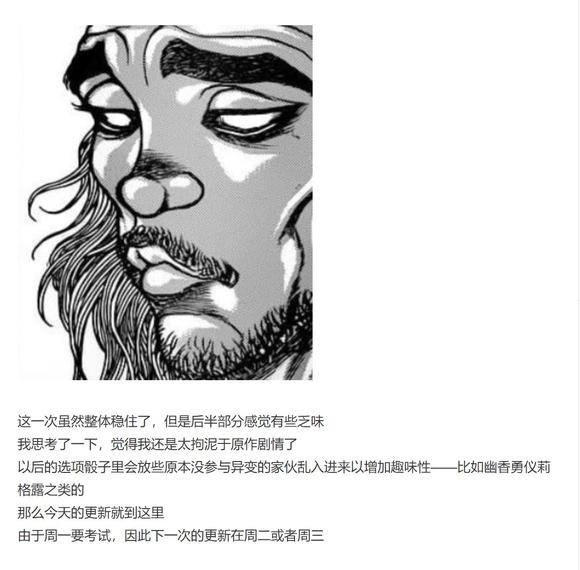 这一次虽然整体稳住了，但是后半部分感觉有些乏味
我思考了一下，觉得我还是太拘泥于原作剧情了
以后的选项骰子里会放些原本没参与异变的家伙乱入进来以增加趣味性——比如幽香勇仪莉
格露之类的
那么今天的更新就到这里
由于周一要考试，因此下一次的更新在周二或者周三